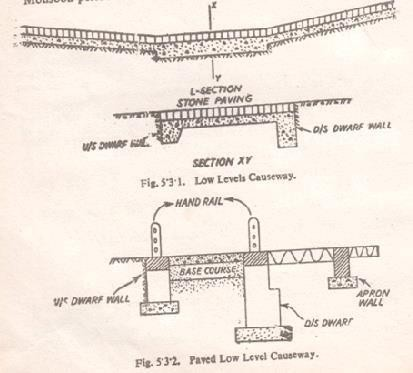 Monsoon
X
Y
L-SECTION
STONE PAVING
U/S DWARF WALL
D/S DWARF WALL
SECTION XY
Fig. 5·3·1. Low Levels Causeway.
HAND RAIL
BASE COURSE
U/S DWARF WALL
APRON
WALL
D/S DWARF
Fig. 5·3·2. Paved Low Level Causeway.